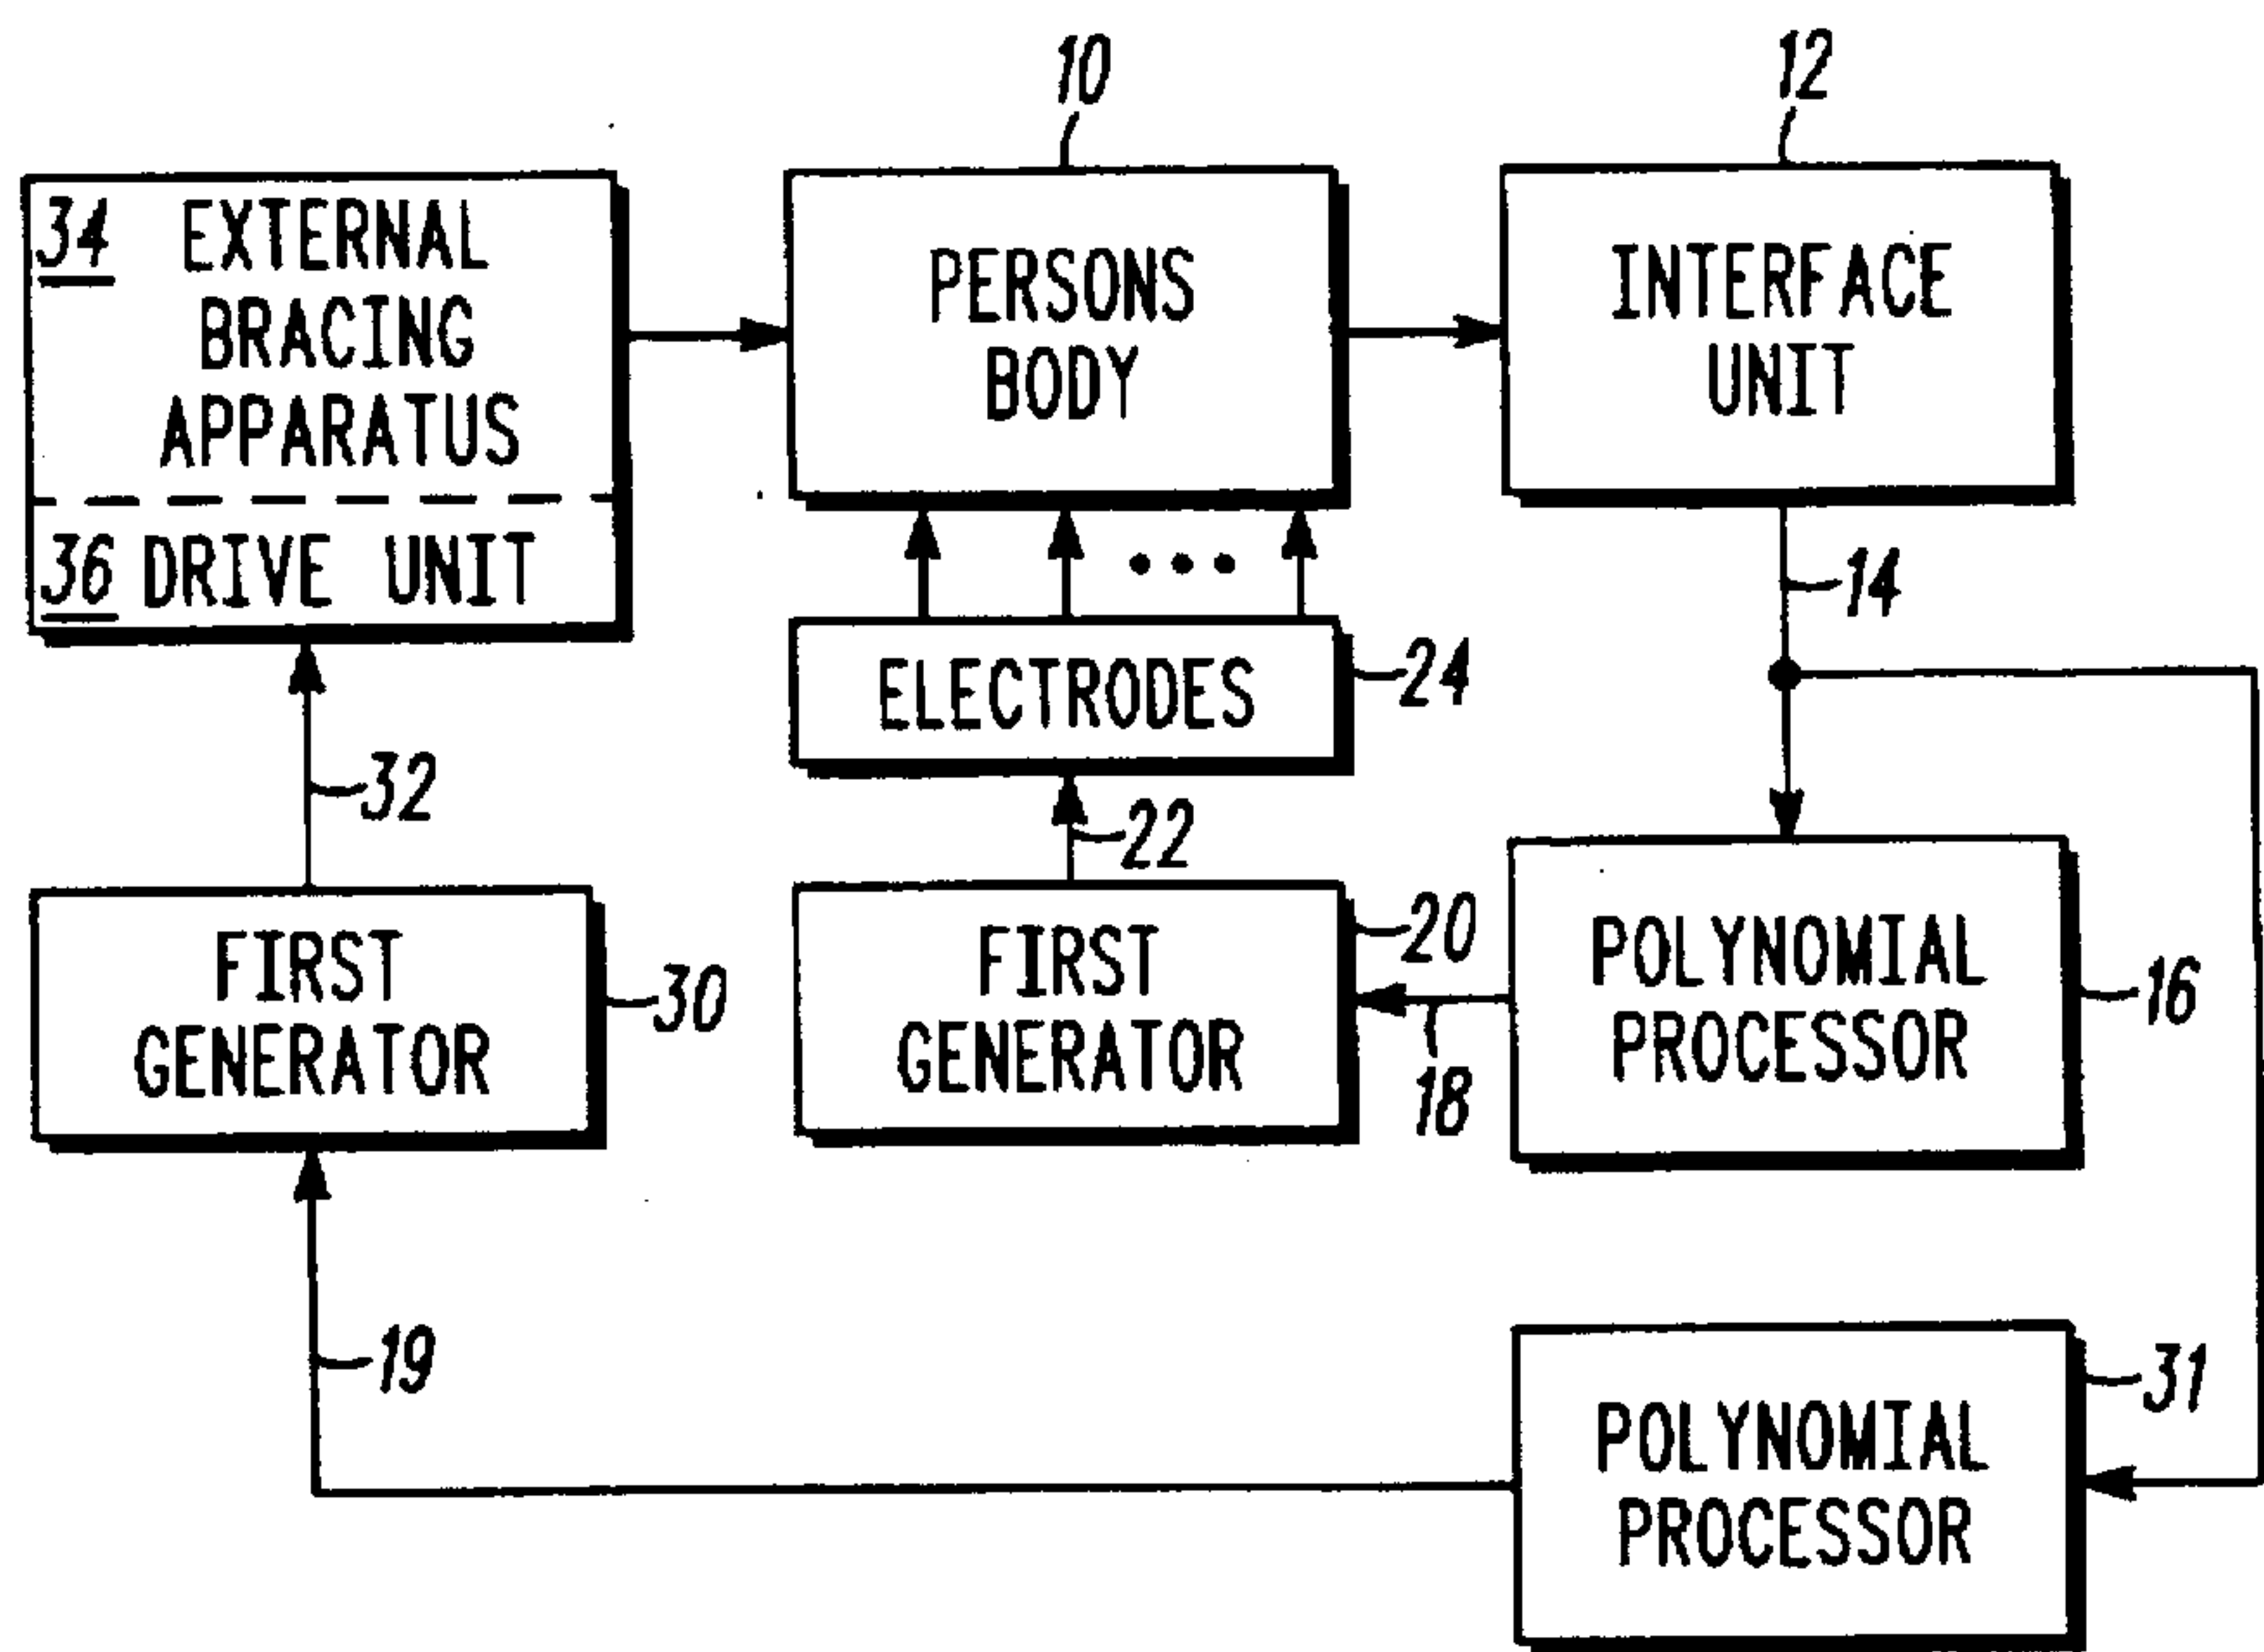 10
12
34 EXTERNAL
BRACING
APPARATUS
36 DRIVE UNIT
PERSONS
BODY
INTERFACE
UNIT
14
ELECTRODES
24
32
22
FIRST
GENERATOR
30
FIRST
GENERATOR
20
18
POLYNOMIAL
PROCESSOR
16
19
POLYNOMIAL
PROCESSOR
31